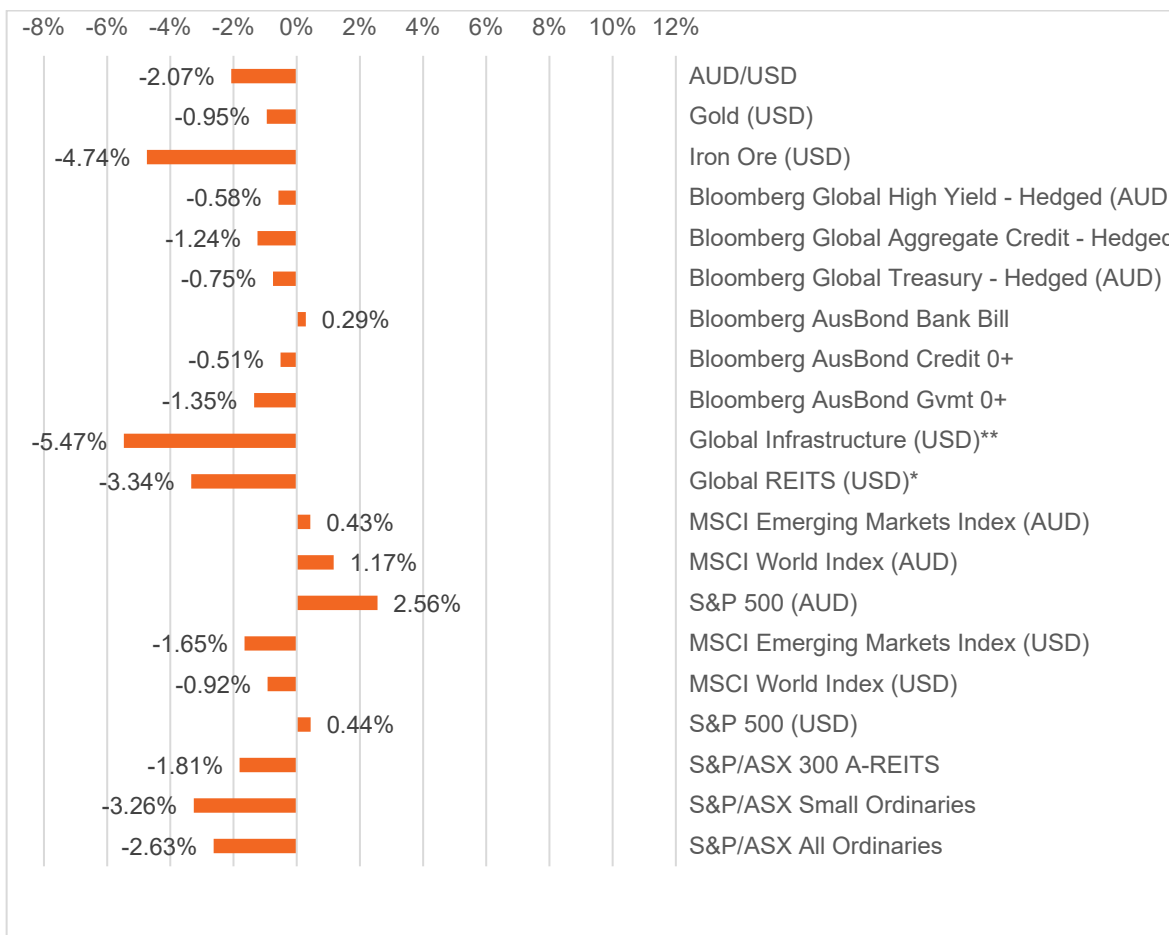 -8% -6% -4% -2% 0% 2% 4% 6% 8% 10% 12%
-2.07% AUD/USD
-0.95% Gold (USD)
-4.74% Iron Ore (USD)
-0.58% Bloomberg Global High Yield - Hedged (AUD
-1.24% Bloomberg Global Aggregate Credit - Hedged
-0.75% Bloomberg Global Treasury - Hedged (AUD)
0.29% Bloomberg AusBond Bank Bill
-0.51% Bloomberg AusBond Credit 0+
-1.35% Bloomberg AusBond Gvmt 0+
-5.47% Global Infrastructure (USD)**
-3.34% Global REITS (USD)*
0.43% MSCI Emerging Markets Index (AUD)
1.17% MSCI World Index (AUD)
2.56% S&P 500 (AUD)
-1.65% MSCI Emerging Markets Index (USD)
-0.92% MSCI World Index (USD)
0.44% S&P 500 (USD)
-1.81% S&P/ASX 300 A-REITS
-3.26% S&P/ASX Small Ordinaries
-2.63% S&P/ASX All Ordinaries